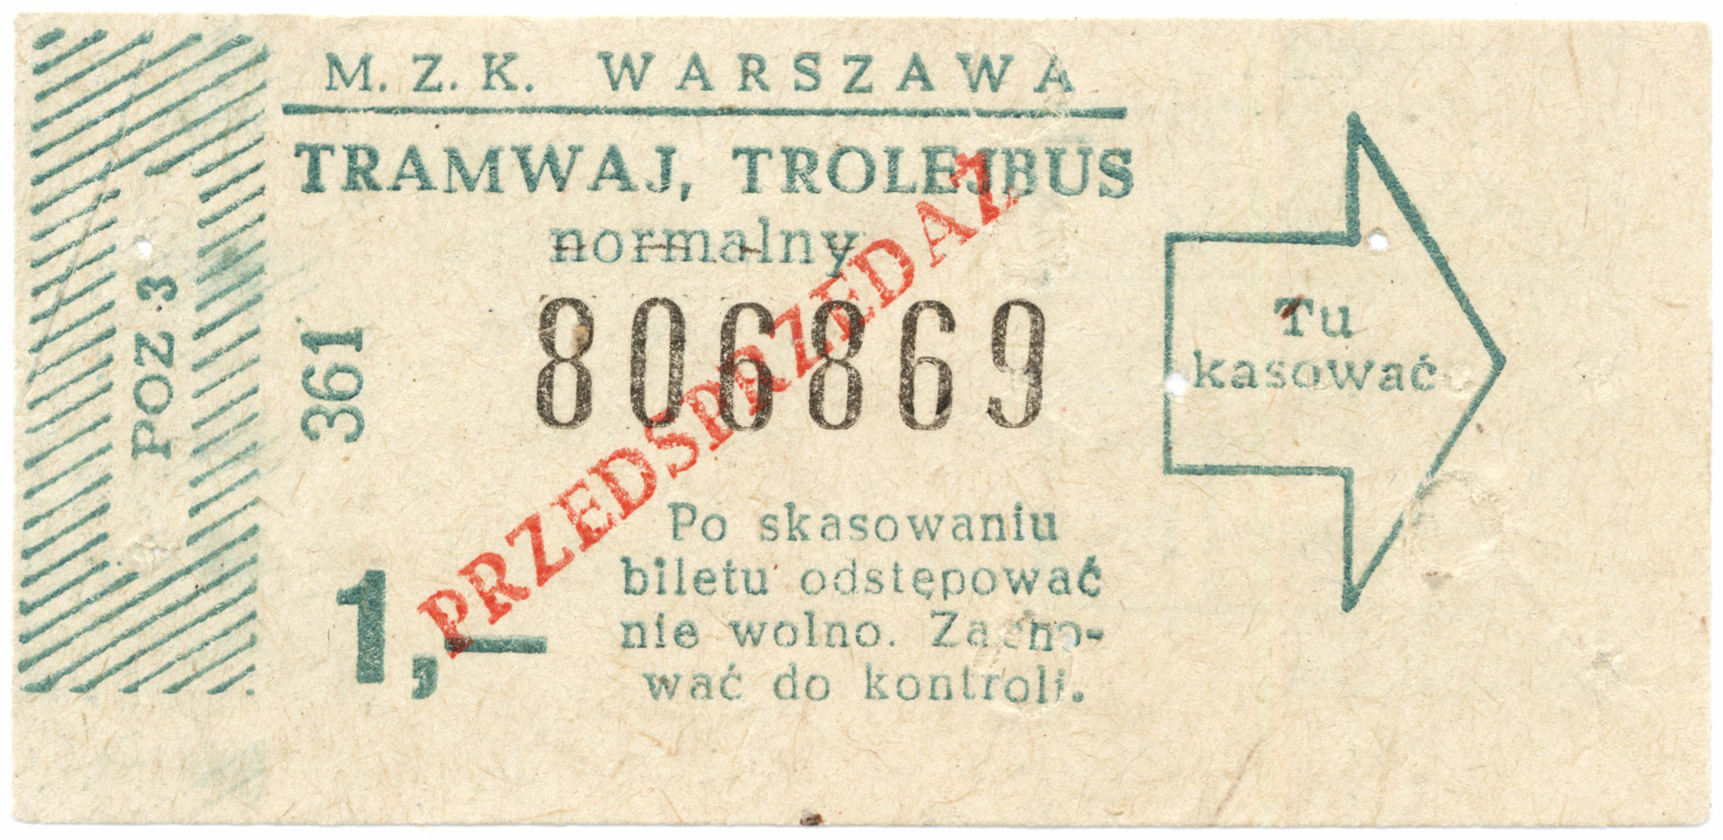 M. Z. K. WARSZAWA
TRAMWAJ, TROLEJBUS
normalny
806869
PRZEDSPRZEDAŻ
POZ 3
361
1,—
Po skasowaniu
biletu odstępować
nie wolno. Zacho-
wać do kontroli.
Tu
kasować